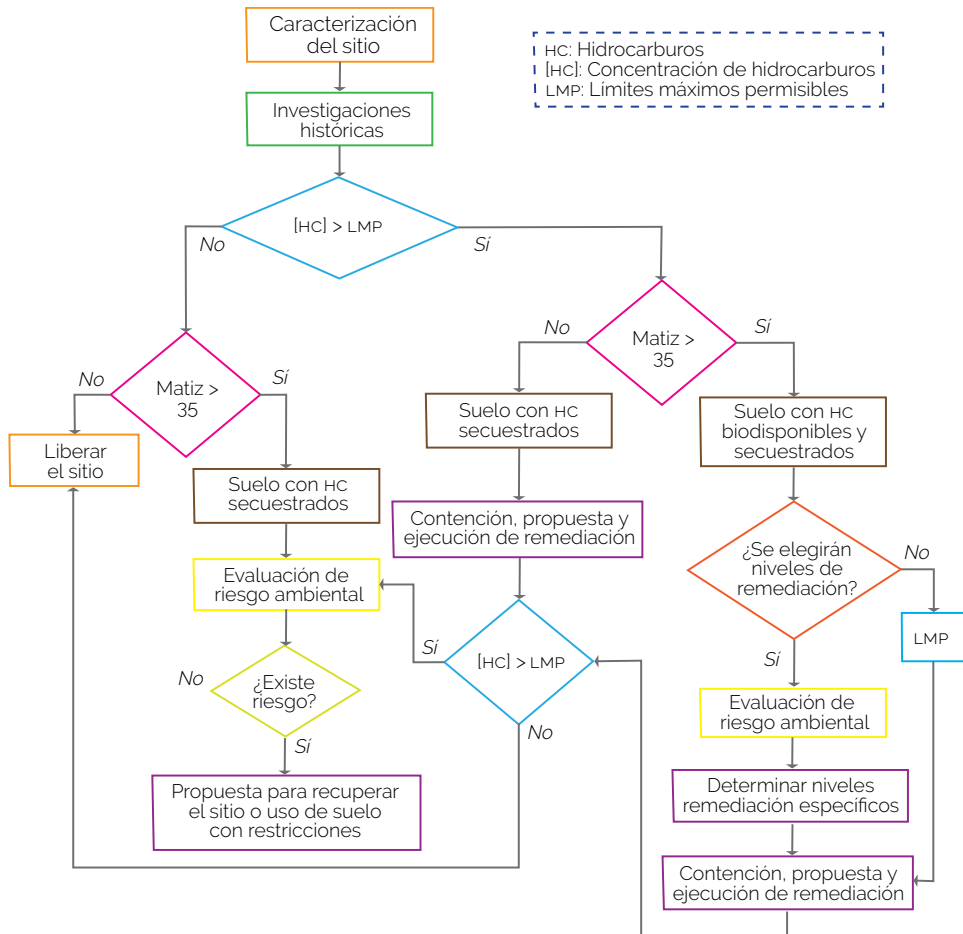 Caracterización
del sitio
HC: Hidrocarburos
[HC]: Concentración de hidrocarburos
LMP: Límites máximos permisibles
Investigaciones
históricas
[HC] > LMP
No
Sí
Matiz >
35
No
Sí
Matiz >
35
No
Sí
Liberar
el sitio
Suelo con HC
secuestrados
Suelo con HC
secuestrados
Suelo con HC
biodisponibles y
secuestrados
Contención, propuesta y
ejecución de remediación
¿Se elegirán
niveles de
remediación?
No
Sí
LMP
Evaluación de
riesgo ambiental
[HC] > LMP
Sí
No
¿Existe
riesgo?
No
Sí
Propuesta para recuperar
el sitio o uso de suelo
con restricciones
Evaluación de
riesgo ambiental
Determinar niveles
remediación específicos
Contención, propuesta y
ejecución de remediación